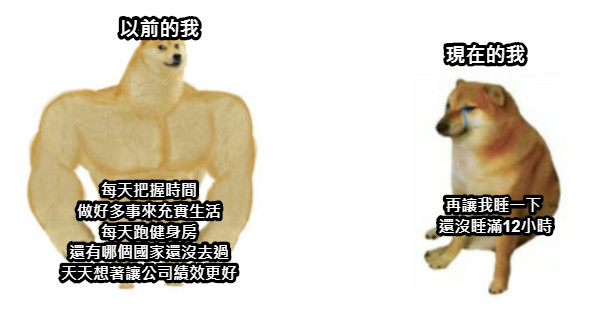 以前的我
每天把握時間
做好多事來充實生活
每天跑健身房
還有哪個國家還沒去過
天天想著讓公司績效更好
現在的我
再讓我睡一下
還沒睡滿12小時